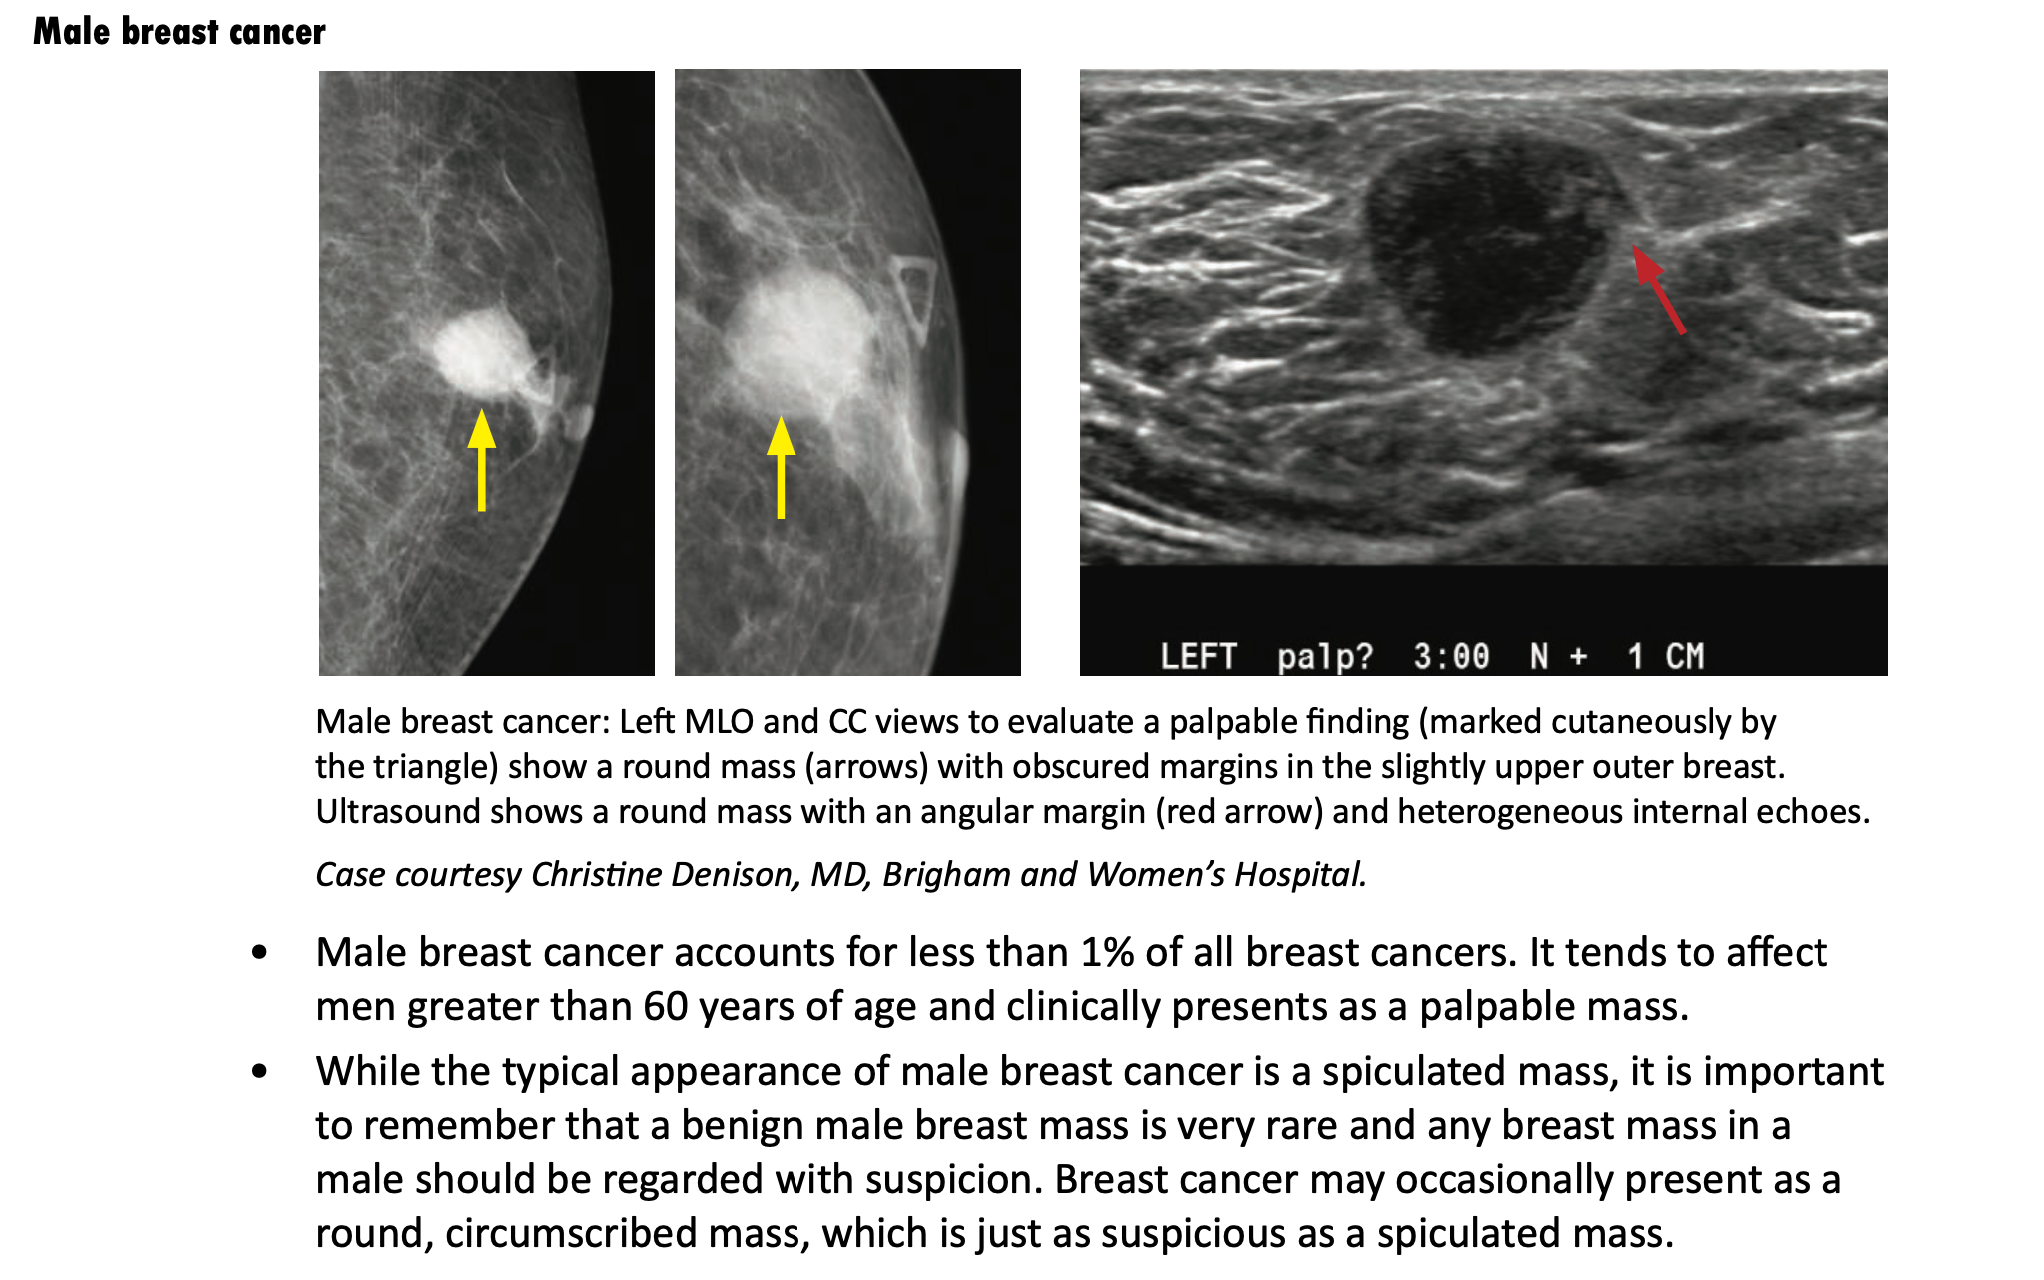 Male breast cancer
LEFT palp? 3:00 N + 1 CM
Male breast cancer: Left MLO and CC views to evaluate a palpable finding (marked cutaneously by
the triangle) show a round mass (arrows) with obscured margins in the slightly upper outer breast.
Ultrasound shows a round mass with an angular margin (red arrow) and heterogeneous internal echoes.
Case courtesy Christine Denison, MD, Brigham and Women’s Hospital.
• Male breast cancer accounts for less than 1% of all breast cancers. It tends to affect
men greater than 60 years of age and clinically presents as a palpable mass.
• While the typical appearance of male breast cancer is a spiculated mass, it is important
to remember that a benign male breast mass is very rare and any breast mass in a
male should be regarded with suspicion. Breast cancer may occasionally present as a
round, circumscribed mass, which is just as suspicious as a spiculated mass.